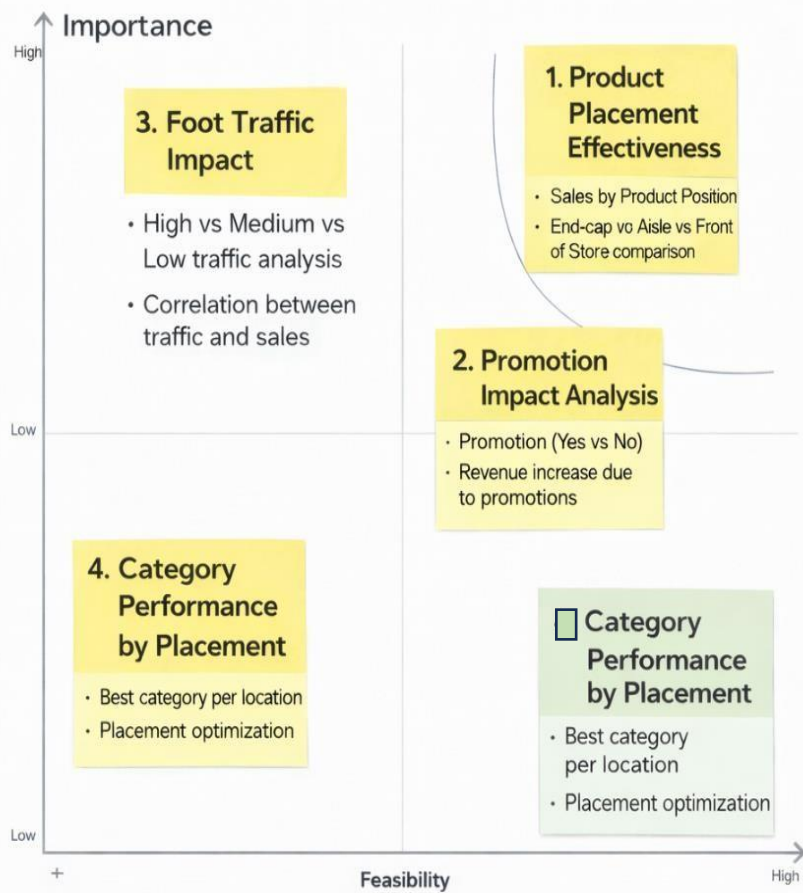 Importance
High
1. Product
Placement
Effectiveness
• Sales by Product Position
• End-cap vo Aisle vs Front
of Store comparison
3. Foot Traffic
Impact
• High vs Medium vs
Low traffic analysis
• Correlation between
traffic and sales
2. Promotion
Impact Analysis
• Promotion (Yes vs No)
• Revenue increase due
to promotions
Low
4. Category
Performance
by Placement
• Best category per location
• Placement optimization
Category
Performance
by Placement
• Best category
per location
• Placement optimization
Low
+
Feasibility
High